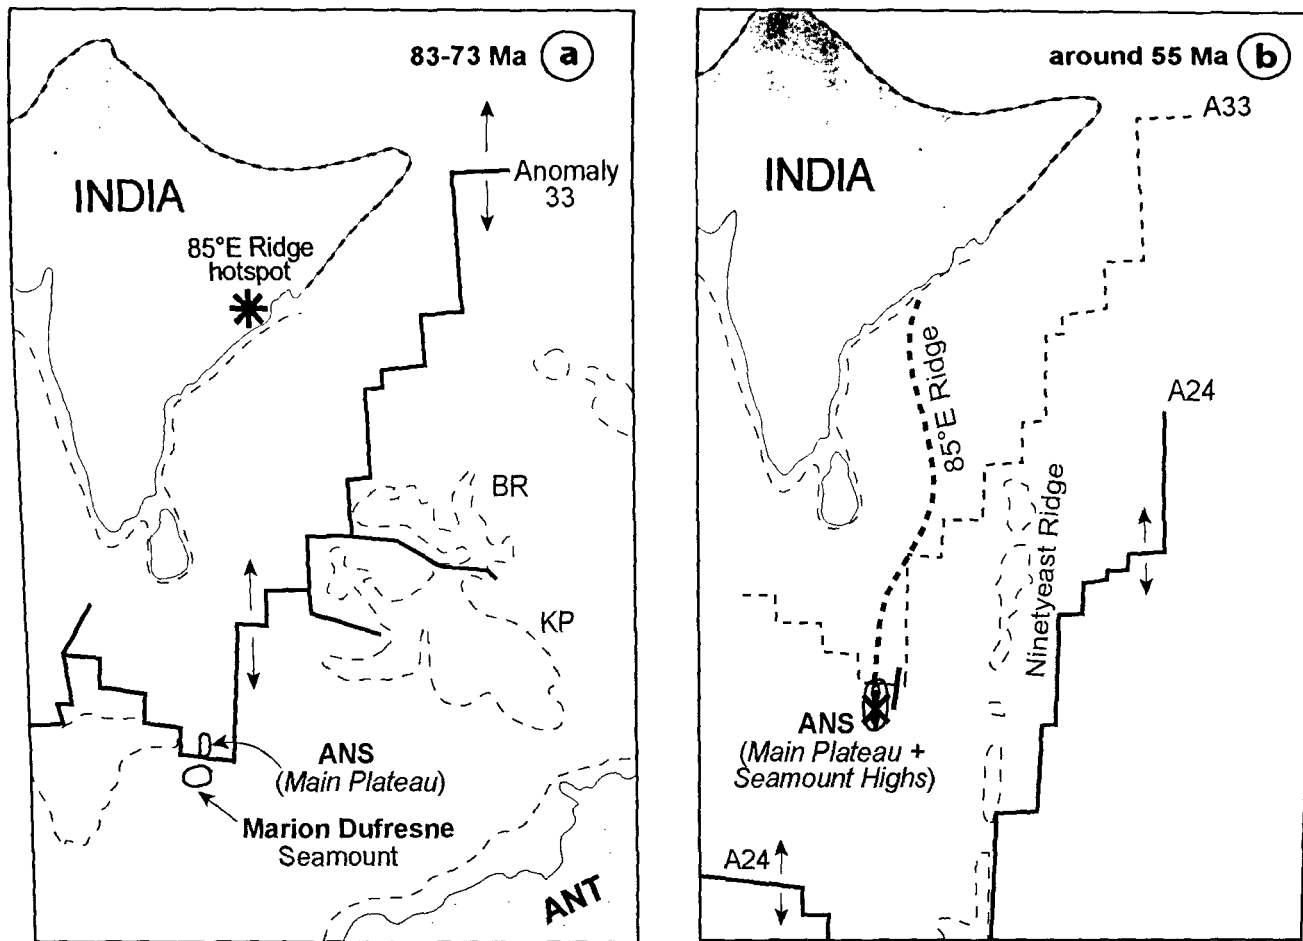 83-73 Ma a
Anomaly
33
INDIA
85°E Ridge
hotspot
BR
KP
ANS
(Main Plateau)
Marion Dufresne
Seamount
ANT
around 55 Ma b
A33
INDIA
85°E Ridge
A24
Ninetyeast Ridge
ANS
(Main Plateau +
Seamount Highs)
A24